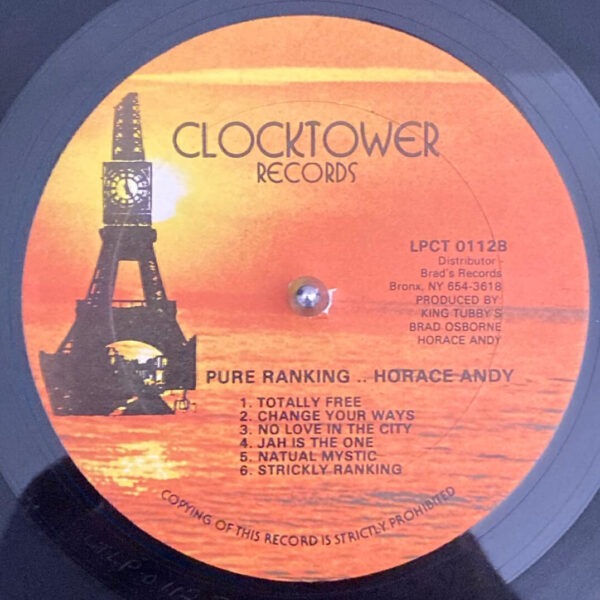 CLOCKTOWER
RECORDS
LPCT 0112B
Distributor -
Brad's Records
Bronx, NY 654-3618
PRODUCED BY:
KING TUBBY'S
BRAD OSBORNE
HORACE ANDY
PURE RANKING .. HORACE ANDY
1. TOTALLY FREE
2. CHANGE YOUR WAYS
3. NO LOVE IN THE CITY
4. JAH IS THE ONE
5. NATUAL MYSTIC
6. STRICKLY RANKING
COPYING OF THIS RECORD IS STRICTLY PROHIBITED